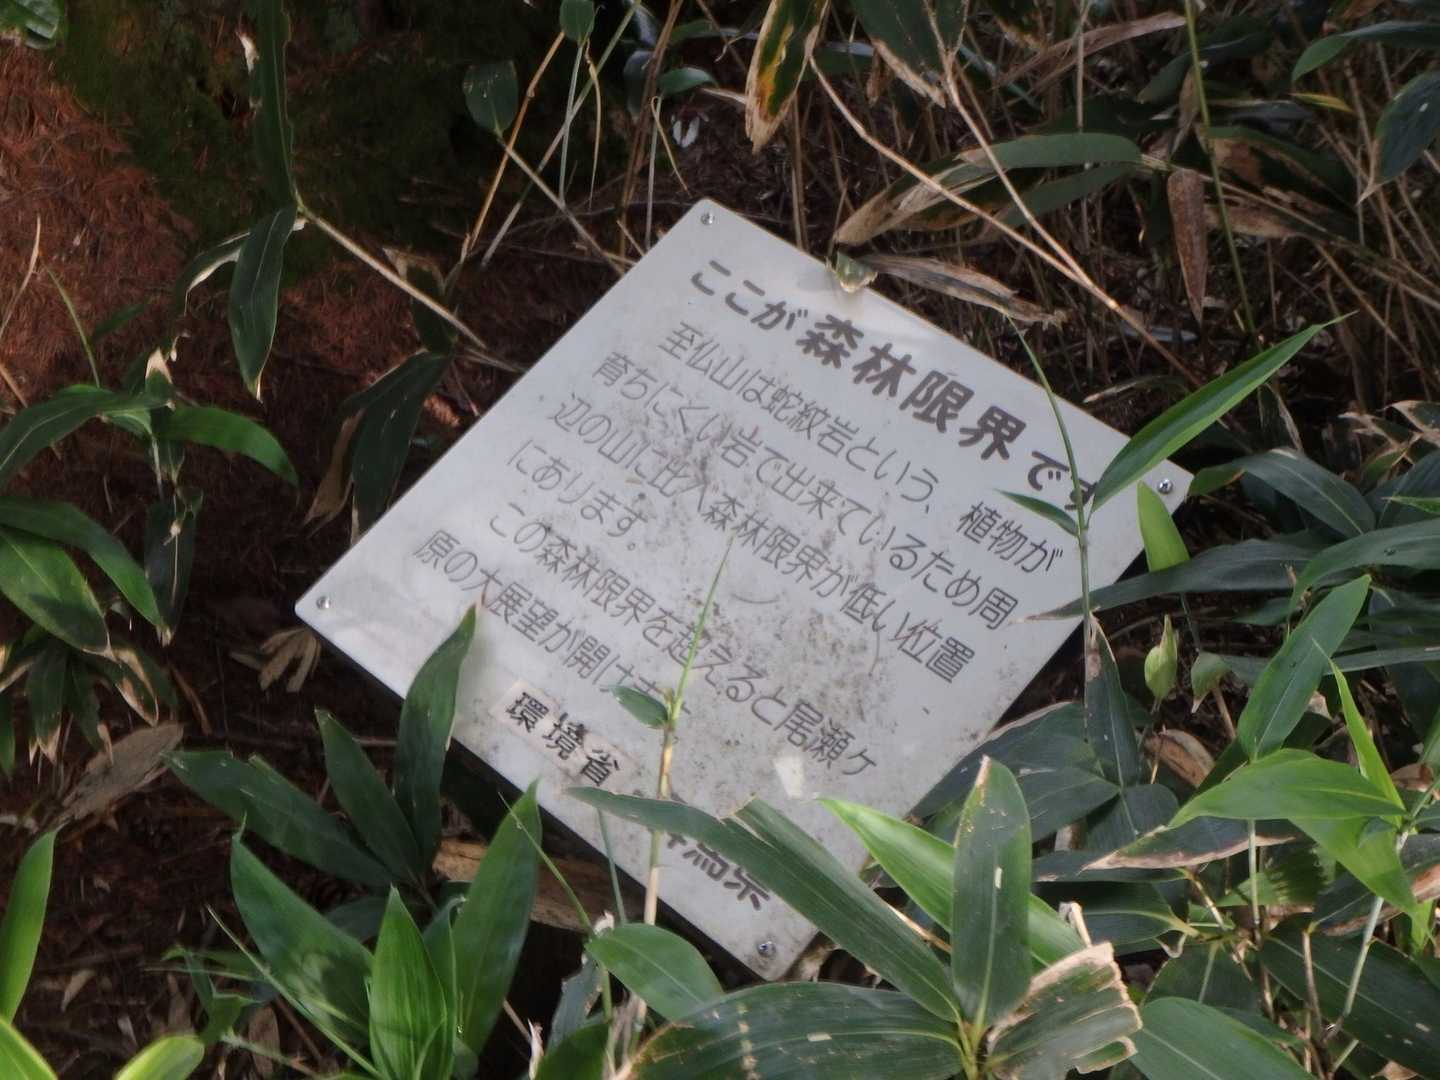 ここが森林限界です
至仏山は蛇紋岩という、植物が
育ちにくい岩で出来ているため周
辺の山に比べ森林限界が低い位置
にあります。
この森林限界を超えると尾瀬ケ
原の大展望が開けます
環境省
馬県